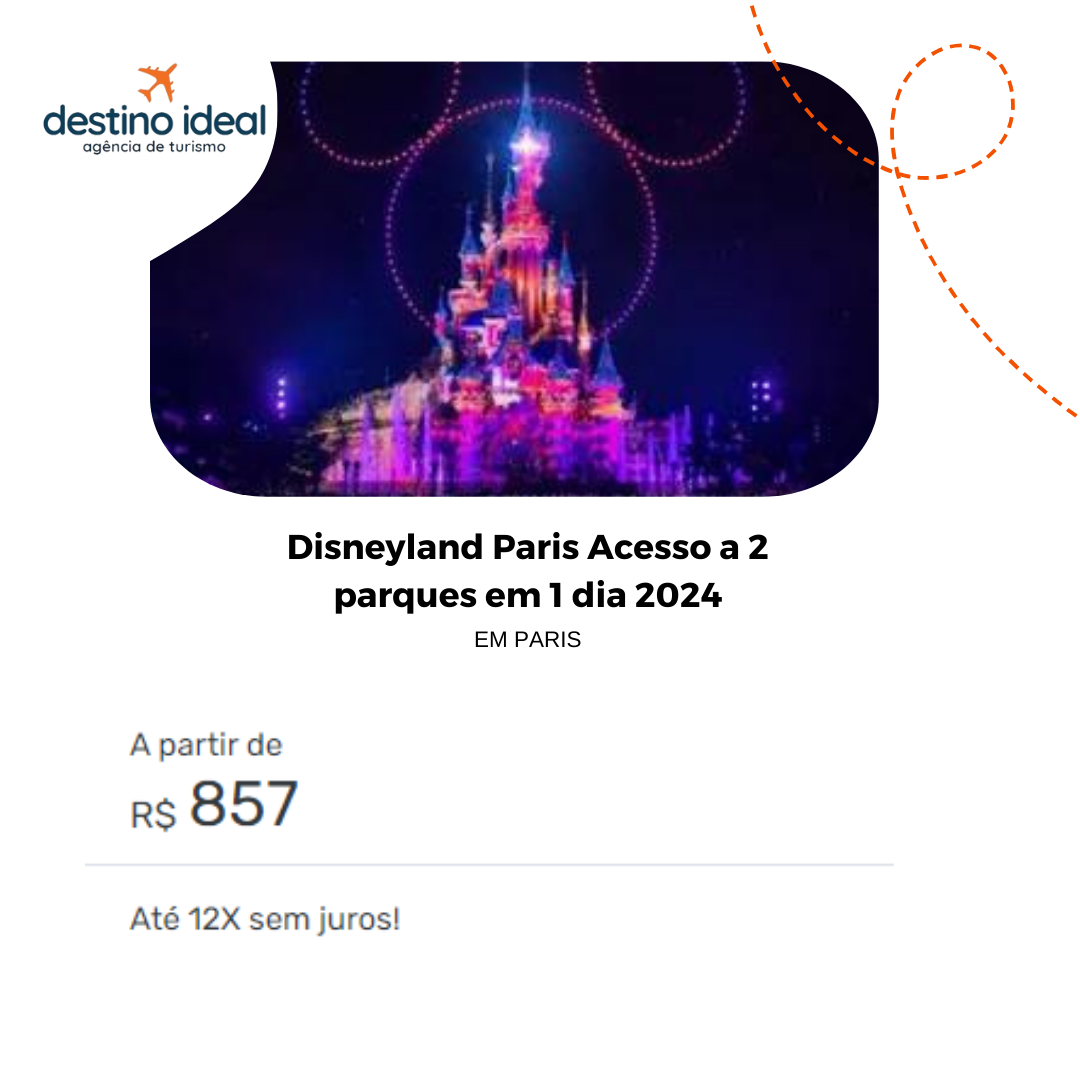 destino ideal
agência de turismo
Disneyland Paris Acesso a 2
parques em 1 dia 2024
EM PARIS
A partir de
R$ 857
Até 12X sem juros!